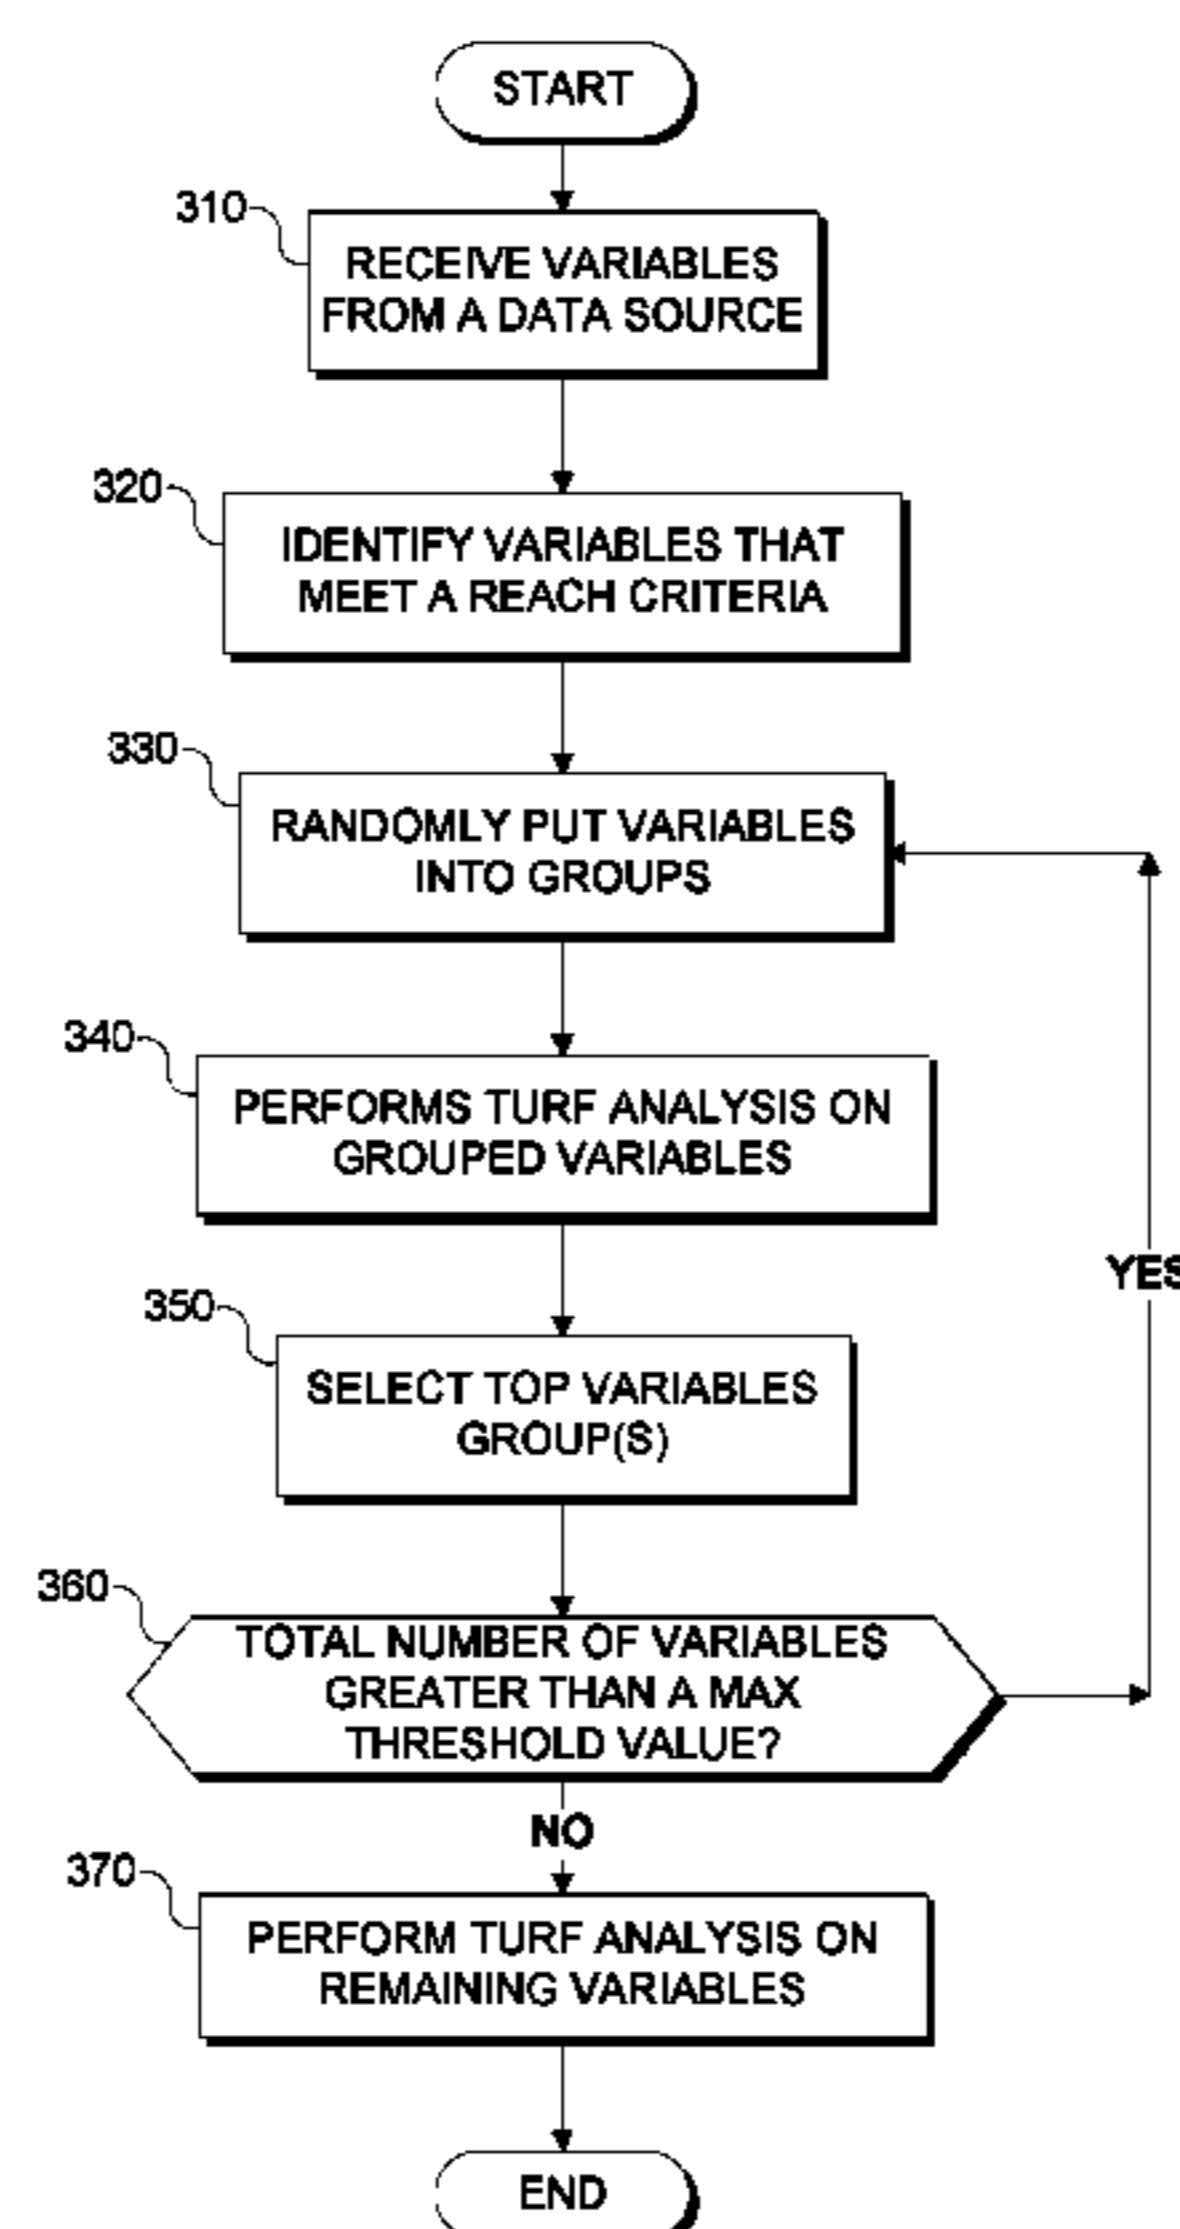 START
310
RECEIVE VARIABLES
FROM A DATA SOURCE
320
IDENTIFY VARIABLES THAT
MEET A REACH CRITERIA
330
RANDOMLY PUT VARIABLES
INTO GROUPS
340
PERFORMS TURF ANALYSIS ON
GROUPED VARIABLES
YES
350
SELECT TOP VARIABLES
GROUP(S)
360
TOTAL NUMBER OF VARIABLES
GREATER THAN A MAX
THRESHOLD VALUE?
NO
370
PERFORM TURF ANALYSIS ON
REMAINING VARIABLES
END